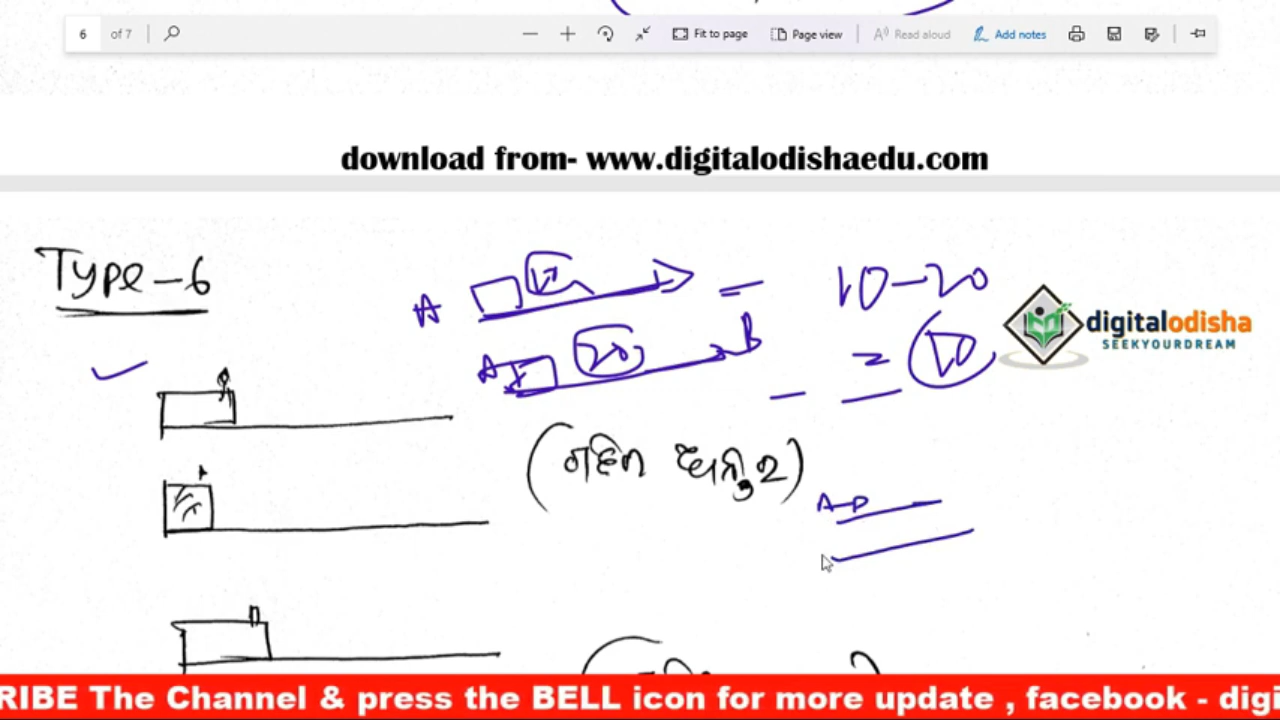 6 of 7 Fit to page Page view Read aloud Add notes
download from- www.digitalodishaedu.com
Type-6
A = 10-20
A 20 B = 10
digitalodisha
SEEKYOURDREAM
A
RIBE The Channel & press the BELL icon for more update , facebook - digi